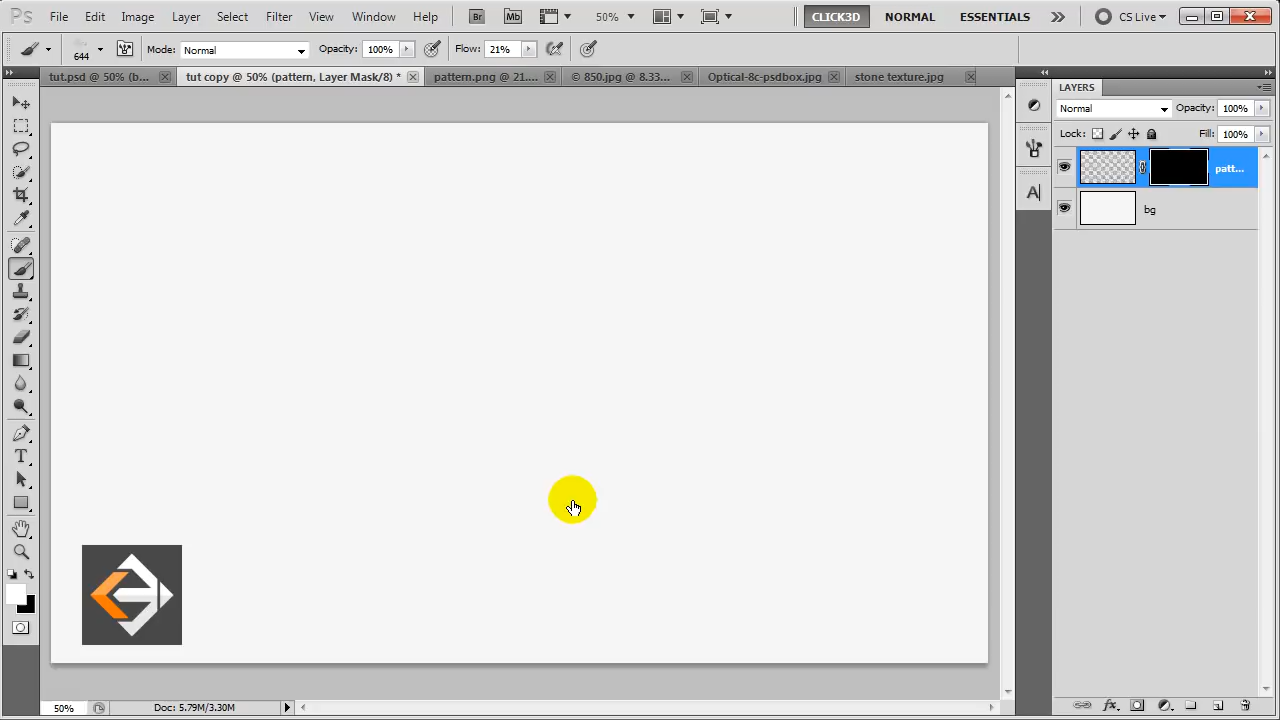 Ps File Edit Image Layer Select Filter View Window Help Br Mb 50% CLICK3D NORMAL ESSENTIALS CS Live
644 Mode: Normal Opacity: 100% Flow: 21%
tut.psd @ 50% (b... tut copy @ 50% (pattern, Layer Mask/8) * pattern.png @ 21.... © 850.jpg @ 8.33... Optical-8c-psdbox.jpg stone texture.jpg
LAYERS
Normal Opacity: 100%
Lock: Fill: 100%
patt...
bg
A
T
50% Doc: 5.79M/3.30M
fx